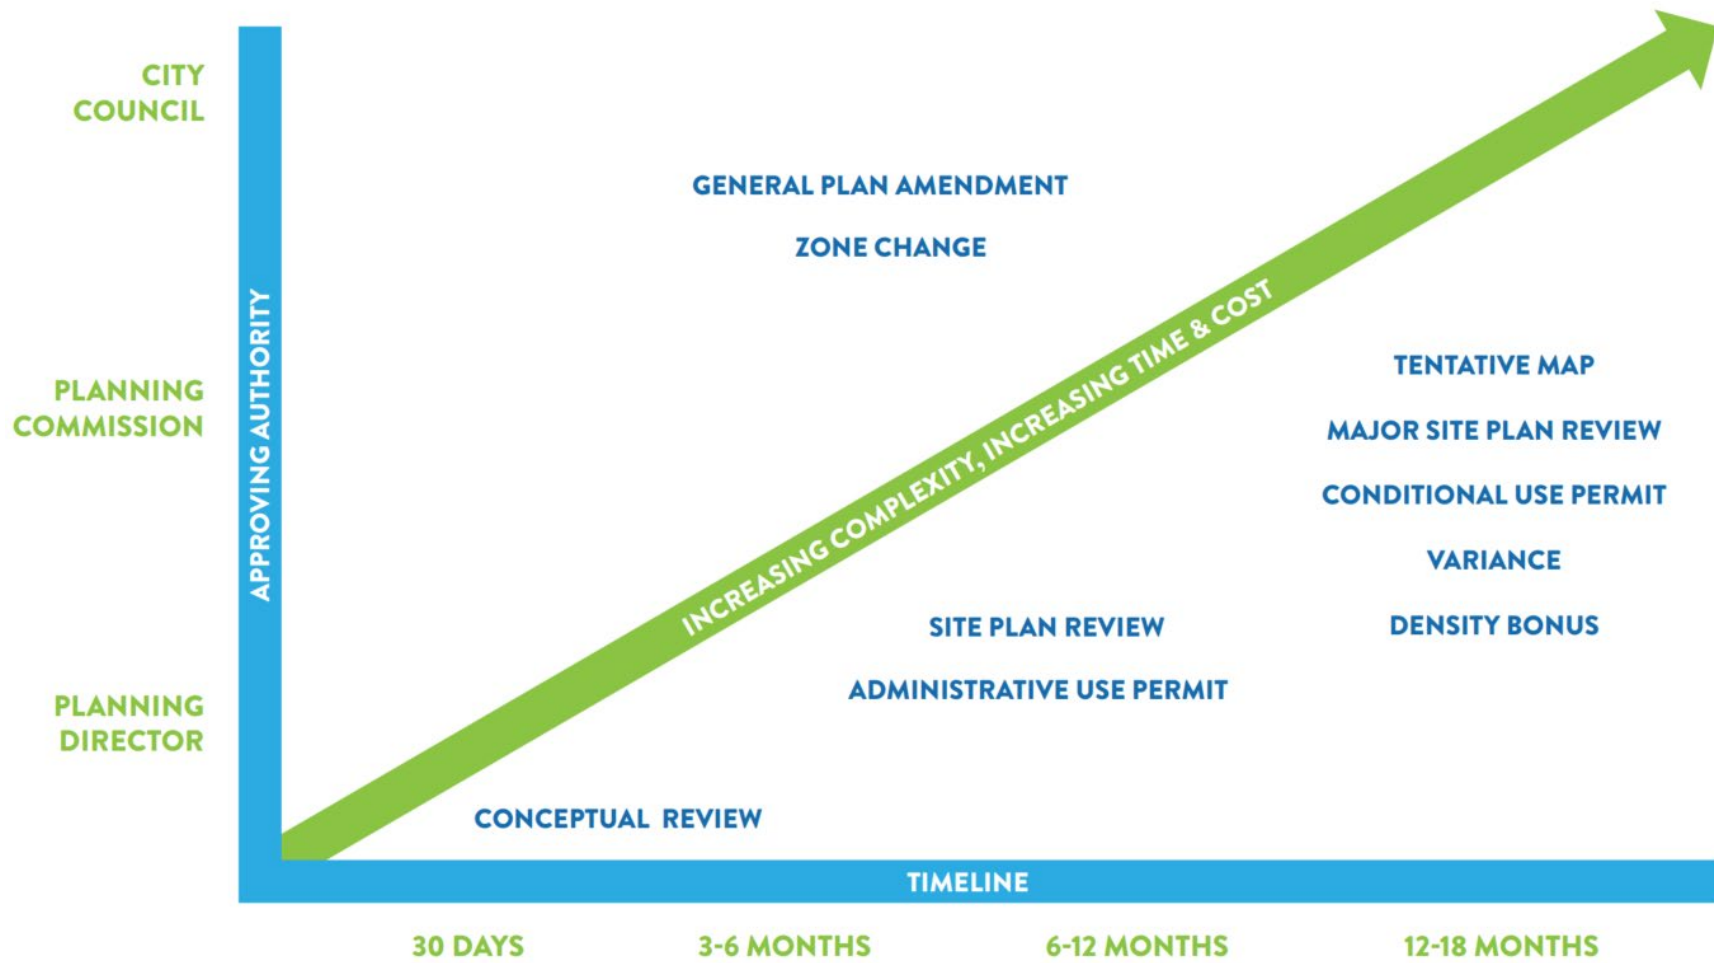 CITY
COUNCIL
GENERAL PLAN AMENDMENT
ZONE CHANGE
APPROVING AUTHORITY
INCREASING COMPLEXITY, INCREASING TIME & COST
PLANNING
COMMISSION
TENTATIVE MAP
MAJOR SITE PLAN REVIEW
CONDITIONAL USE PERMIT
VARIANCE
DENSITY BONUS
SITE PLAN REVIEW
ADMINISTRATIVE USE PERMIT
PLANNING
DIRECTOR
CONCEPTUAL REVIEW
TIMELINE
30 DAYS
3-6 MONTHS
6-12 MONTHS
12-18 MONTHS